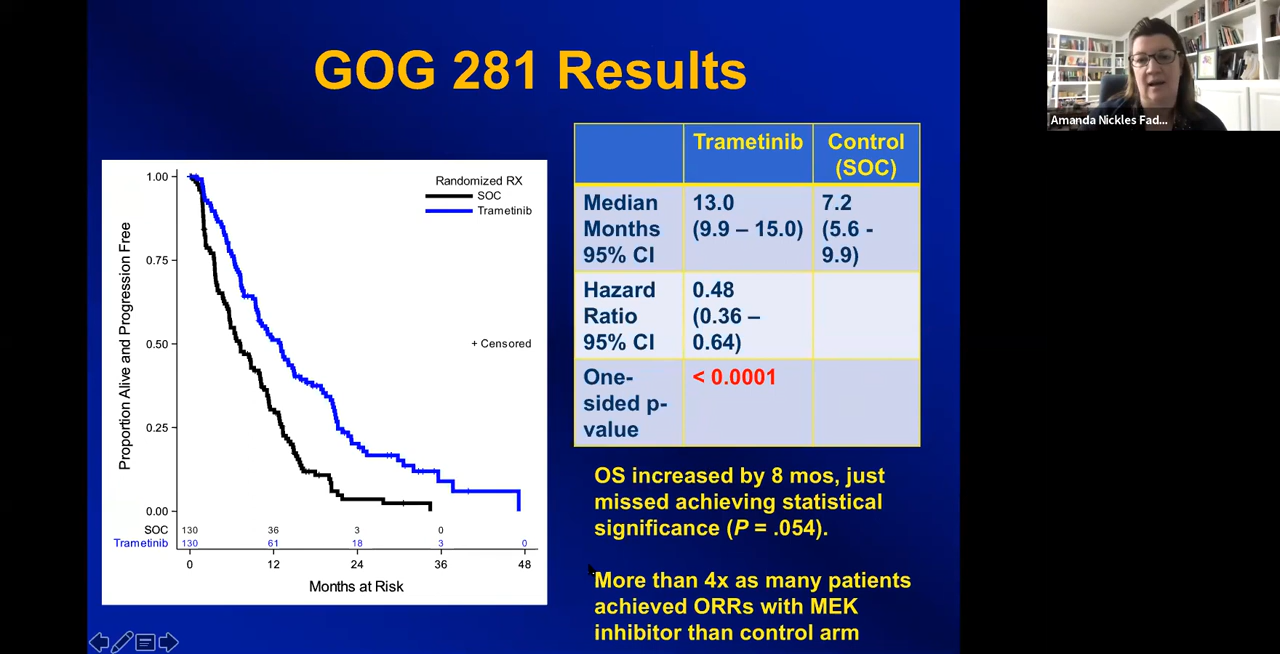 GOG 281 Results
Amanda Nickles Fad...
Randomized RX
SOC
Trametinib
+ Censored
Proportion Alive and Progression Free
1.00
0.75
0.50
0.25
0.00
SOC 130 36 3 0
Trametinib 130 61 18 3 0
0 12 24 36 48
Months at Risk
Trametinib Control
(SOC)
Median
Months
95% CI
13.0
(9.9 – 15.0)
7.2
(5.6 -
9.9)
Hazard
Ratio
95% CI
0.48
(0.36 –
0.64)
One-
sided p-
value
< 0.0001
OS increased by 8 mos, just
missed achieving statistical
significance (P = .054).
More than 4x as many patients
achieved ORRs with MEK
inhibitor than control arm